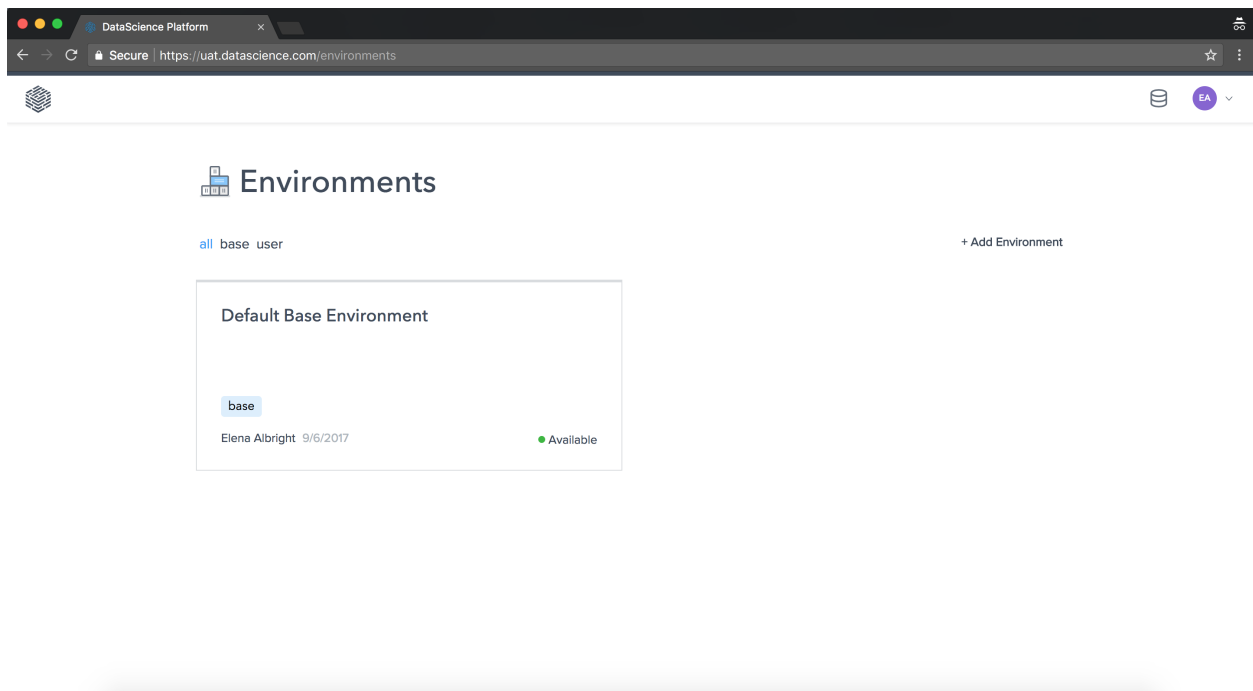 DataScience Platform
Secure https://uat.datascience.com/environments
EA
Environments
all base user
+ Add Environment
Default Base Environment
base
Elena Albright 9/6/2017
Available